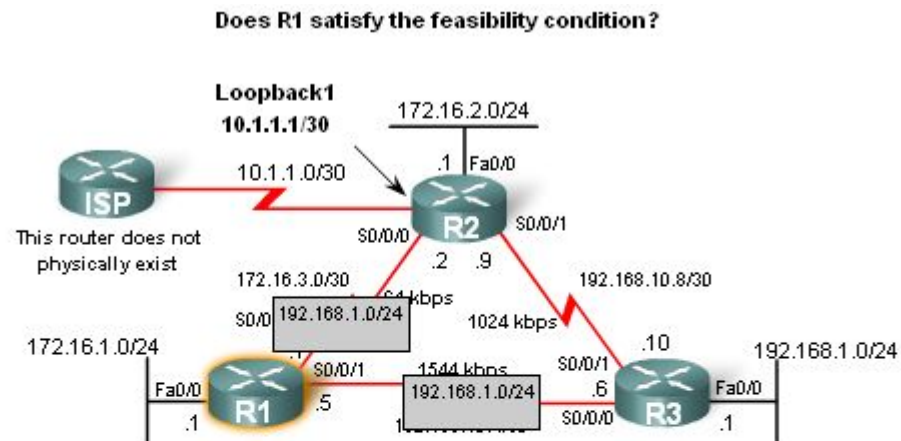 Does R1 satisfy the feasibility condition?
Loopback1
10.1.1.1/30
172.16.2.0/24
.1 Fa0/0
10.1.1.0/30
ISP
R2
This router does not
physically exist
S0/0/0
S0/0/1
.2 .9
172.16.3.0/30
192.168.10.8/30
kbps
192.168.1.0/24
1024 kbps
172.16.1.0/24
.10
192.168.1.0/24
S0/0/1
1544 kbps
S0/0/1
Fa0/0
R1
.5
192.168.1.0/24
.6
R3
Fa0/0
.1
S0/0/0
.1